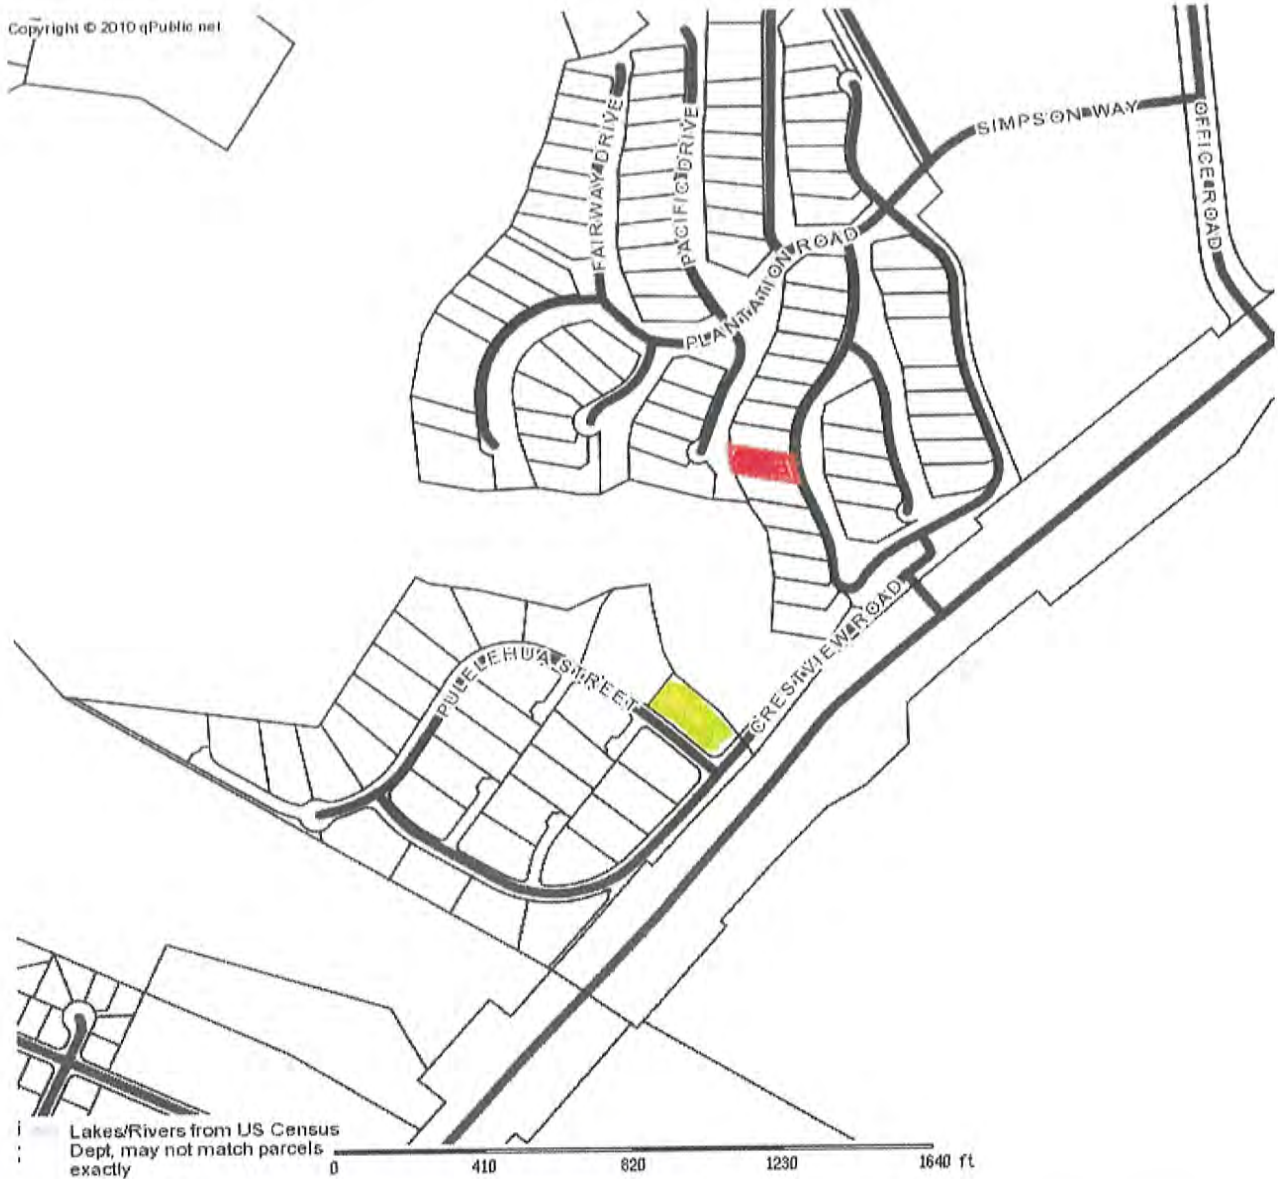 Copyright © 2010 qPublic.net
SIMPSON WAY
OFFICE ROAD
FAIRWAY DRIVE
PACIFIC DRIVE
PLANTATION ROAD
PULELEHUA STREET
CRESTVIEW ROAD
Lakes/Rivers from US Census
Dept, may not match parcels
exactly
0 410 820 1230 1640 ft